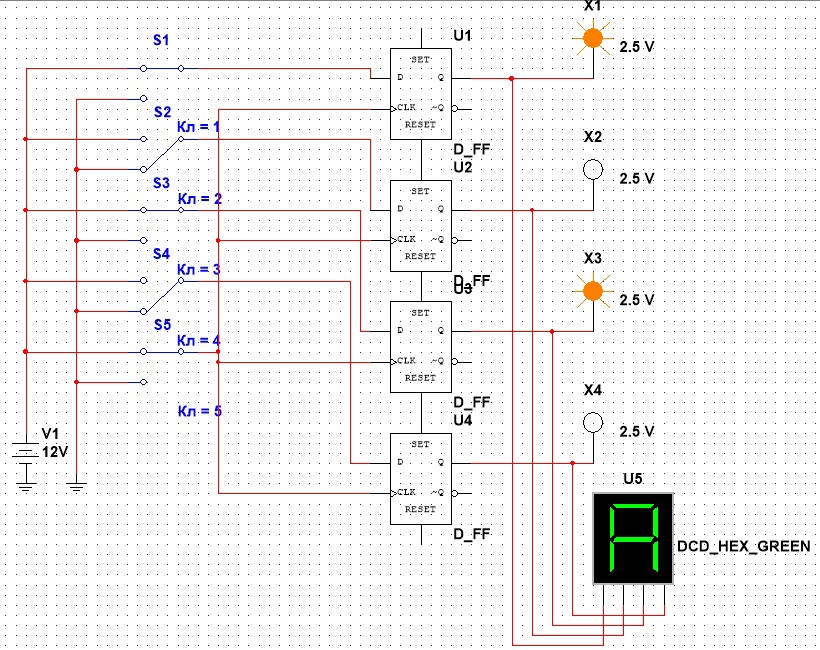 X1
U1
S1
2.5 V
SET
D Q
CLK ~Q
RESET
S2
Кл = 1
X2
D_FF
U2
2.5 V
S3
SET
Кл = 2
D Q
CLK ~Q
RESET
S4
X3
Кл = 3
D_FF
U3
2.5 V
SET
S5
D Q
Кл = 4
CLK ~Q
RESET
X4
D_FF
Кл = 5
U4
V1
2.5 V
12V
SET
D Q
U5
CLK ~Q
RESET
D_FF
A
DCD_HEX_GREEN